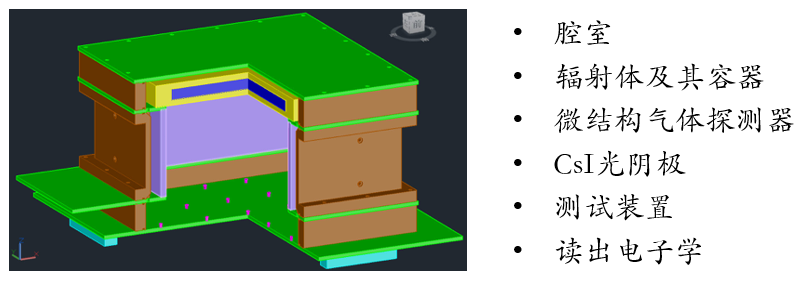 • 腔室
• 辐射体及其容器
• 微结构气体探测器
• CsI光阴极
• 测试装置
• 读出电子学